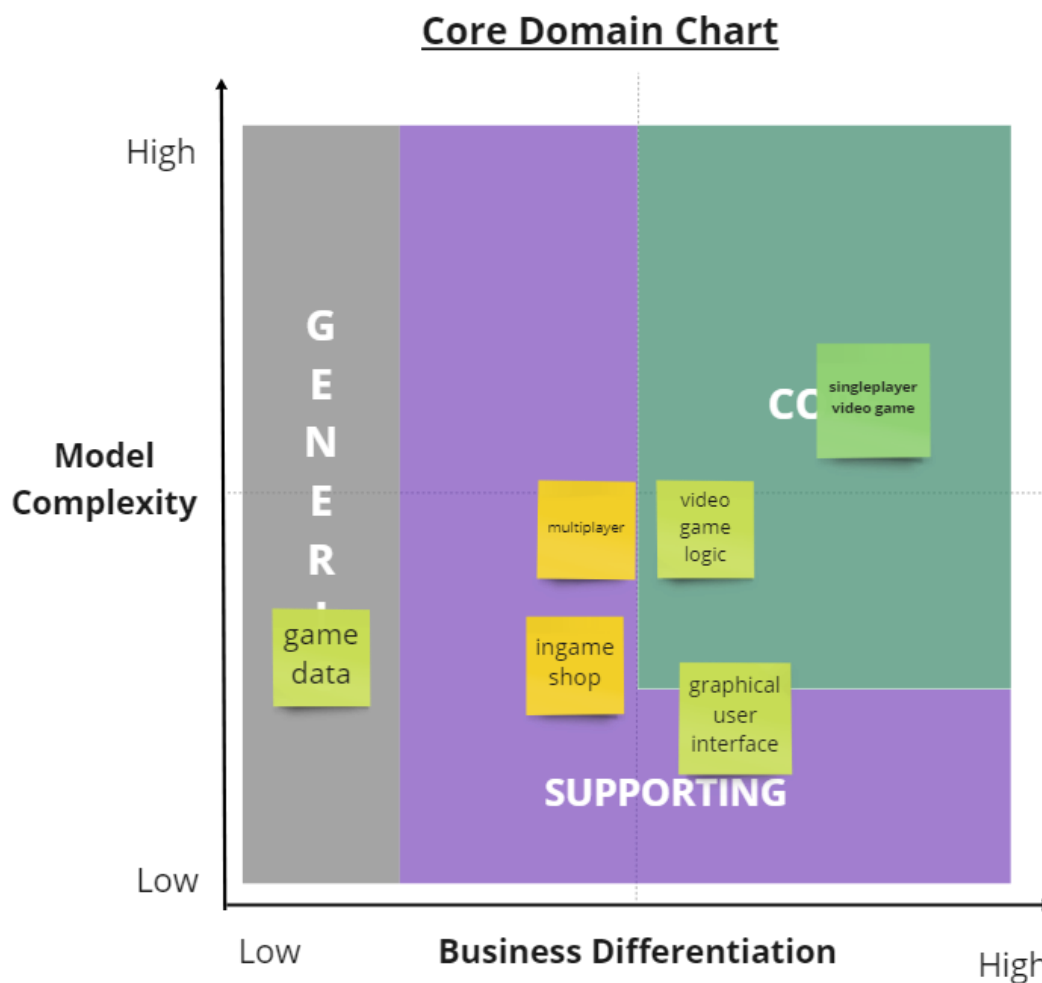 Core Domain Chart
High
G
E
N
E
R
CO
singleplayer
video game
Model
Complexity
multiplayer
video
game
logic
game
data
ingame
shop
graphical
user
interface
SUPPORTING
Low
Low
Business Differentiation
High